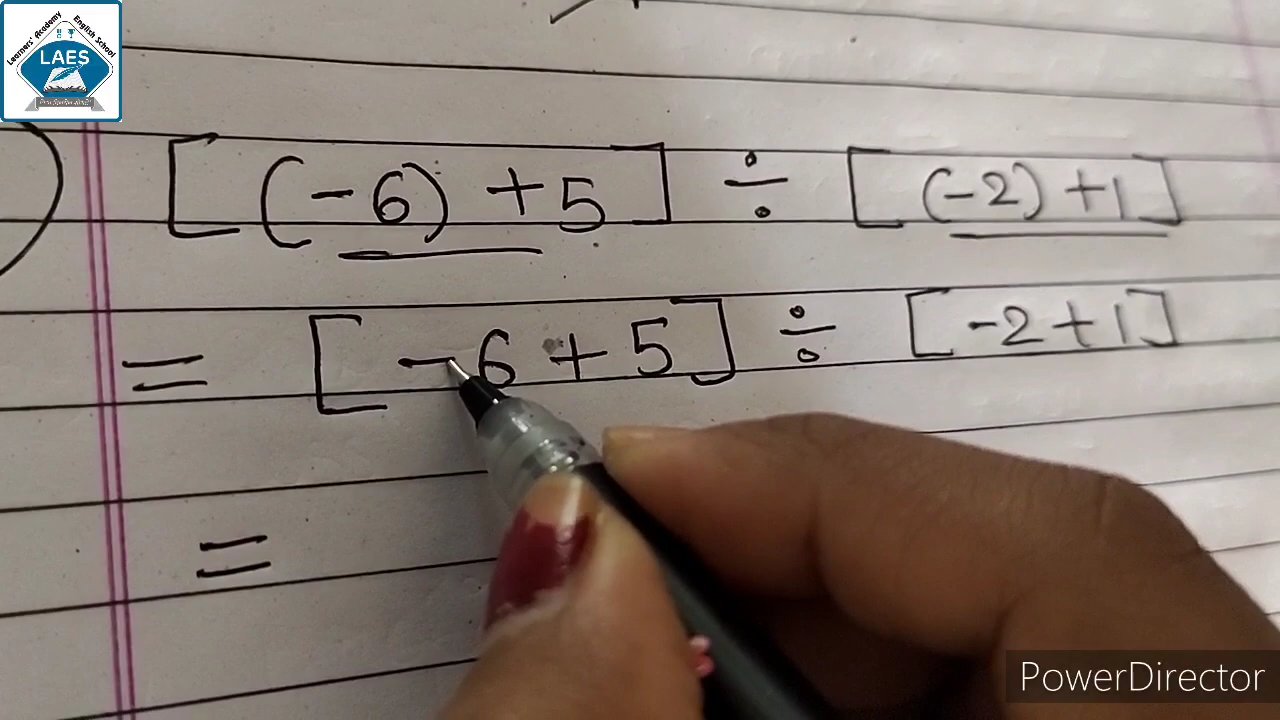 Learners' Academy English School
LAES
[(-6) + 5] ÷ [(-2) + 1]
= [-6 + 5] ÷ [-2 + 1]
=
PowerDirector